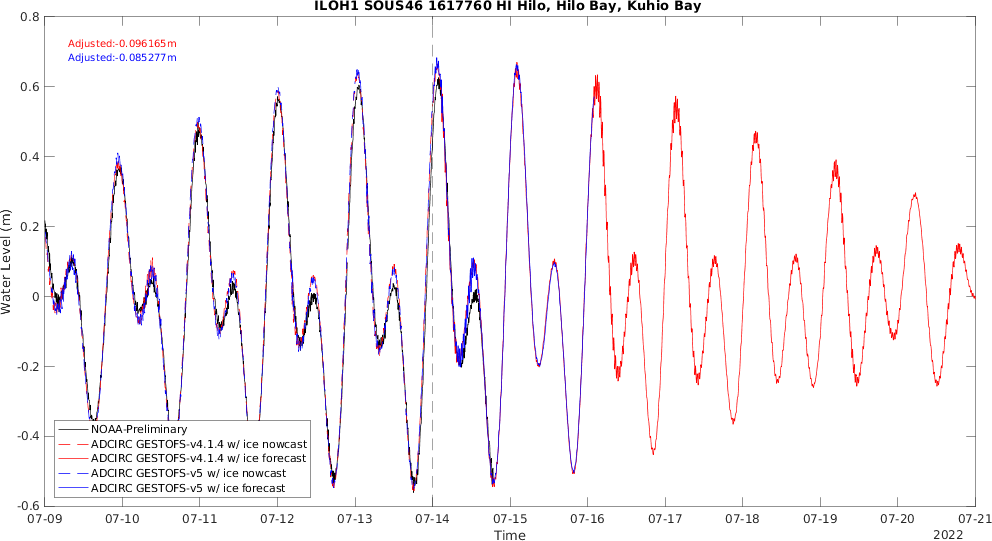 ILOH1 SOUS46 1617760 HI Hilo, Hilo Bay, Kuhio Bay
Adjusted:-0.096165m
Adjusted:-0.085277m
0.8
0.6
0.4
0.2
0
-0.2
-0.4
-0.6
Water Level (m)
NOAA-Preliminary
ADCIRC GESTOFS-v4.1.4 w/ ice nowcast
ADCIRC GESTOFS-v4.1.4 w/ ice forecast
ADCIRC GESTOFS-v5 w/ ice nowcast
ADCIRC GESTOFS-v5 w/ ice forecast
07-09 07-10 07-11 07-12 07-13 07-14 07-15 07-16 07-17 07-18 07-19 07-20 07-21
Time
2022